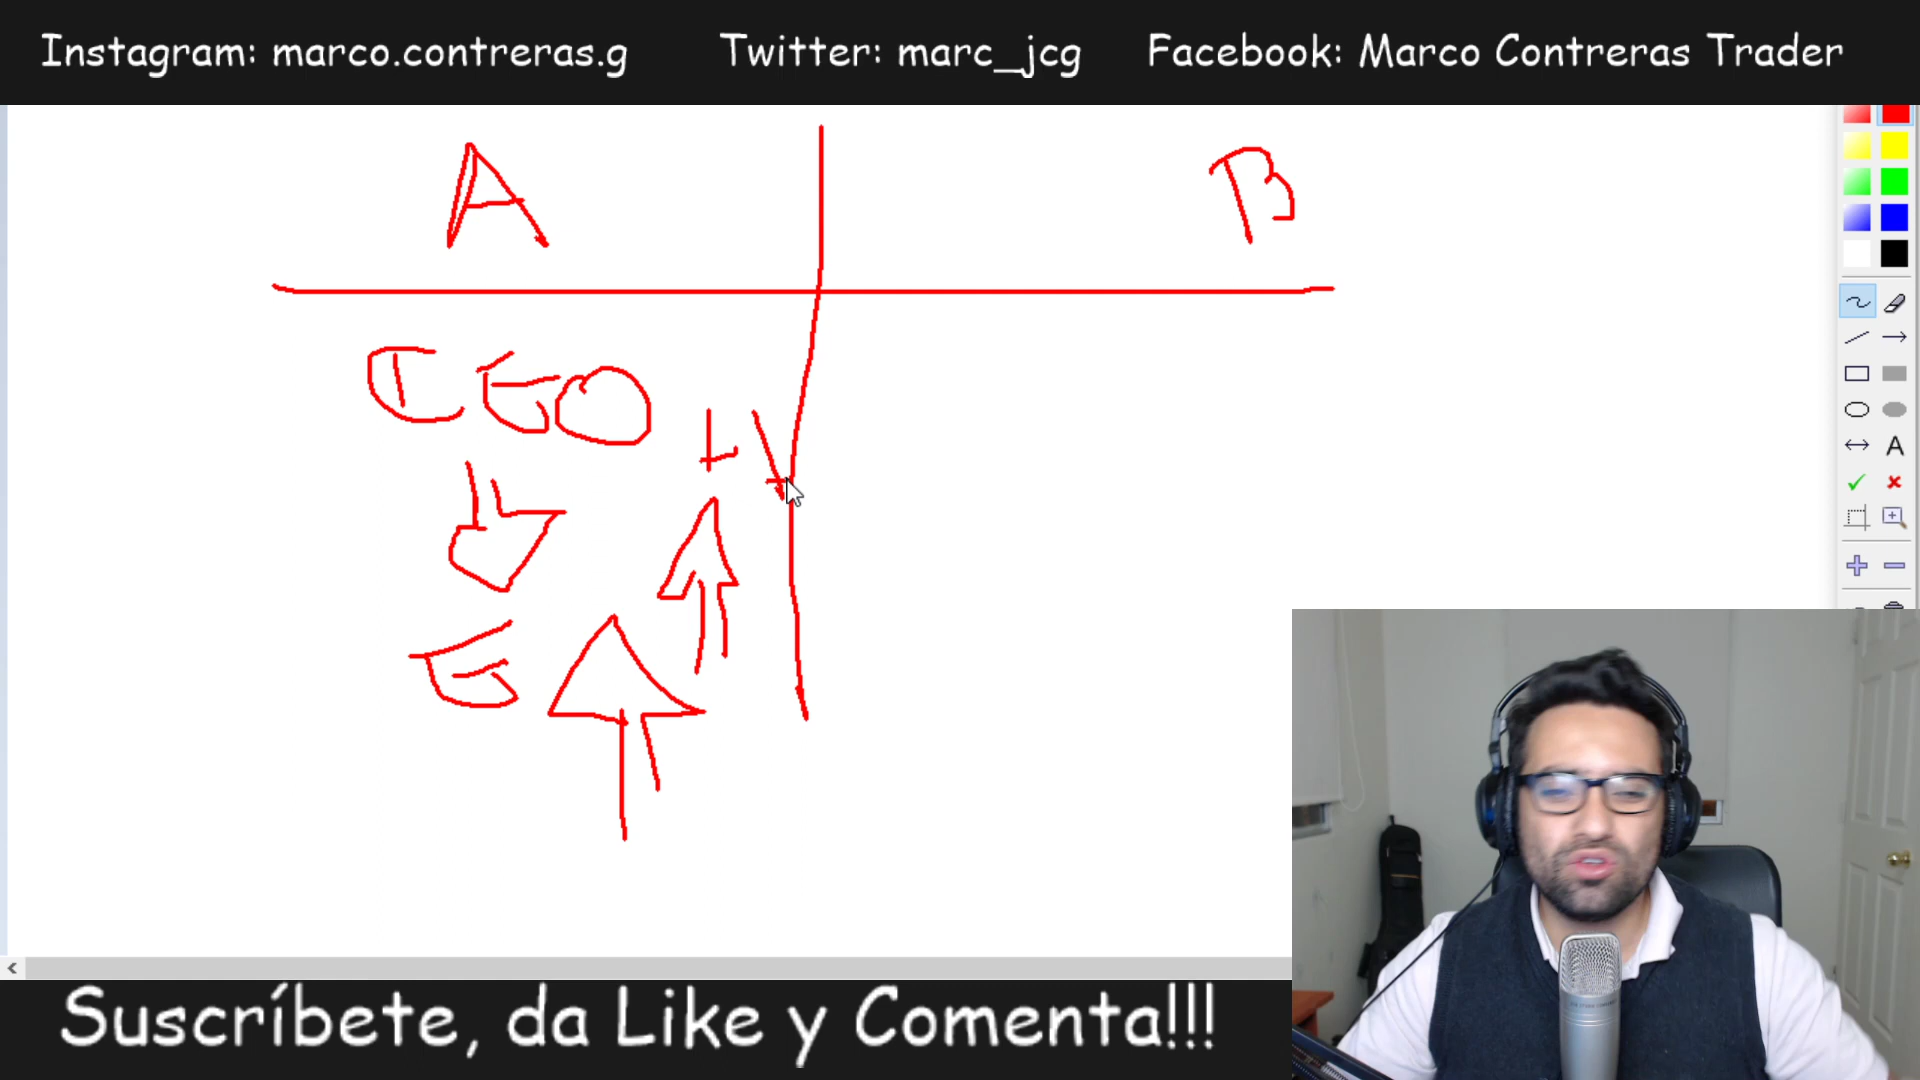 Instagram: marco.contreras.g Twitter: marc_jcg Facebook: Marco Contreras Trader
A B
CEO
E
A
Suscríbete, da Like y Comenta!!!